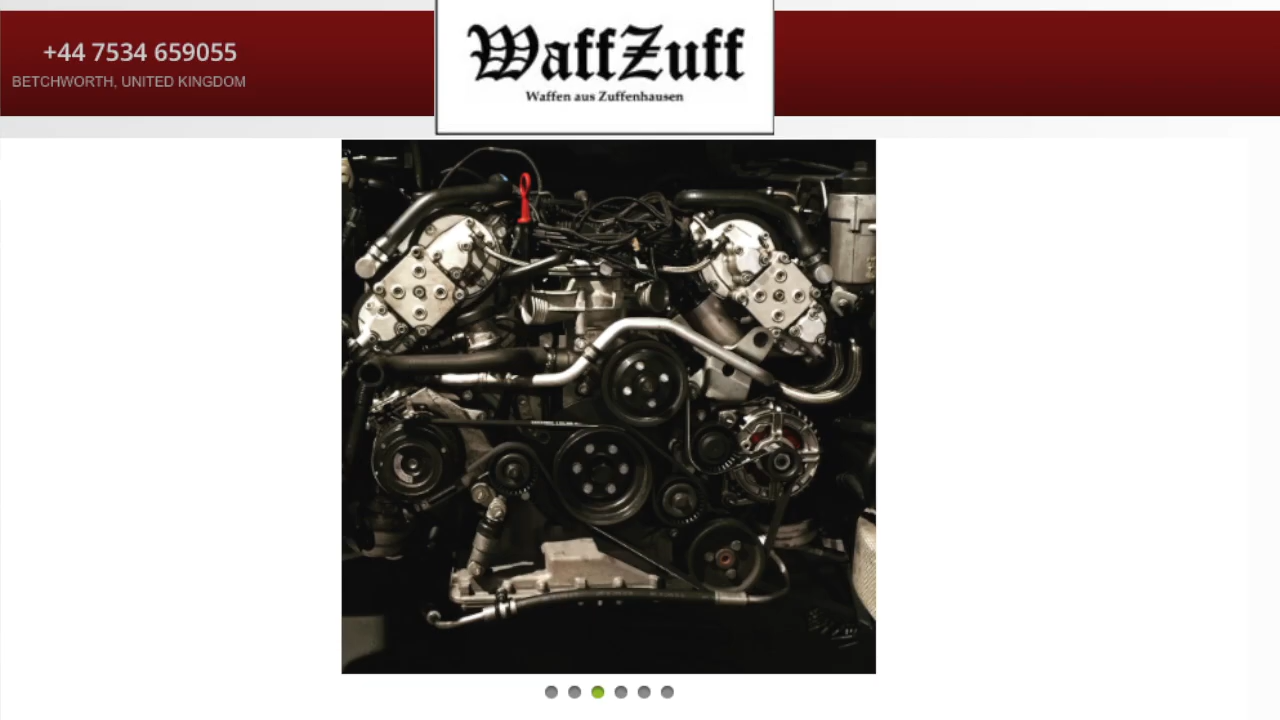 +44 7534 659055
BETCHWORTH, UNITED KINGDOM
WaffZuff
Waffen aus Zuffenhausen